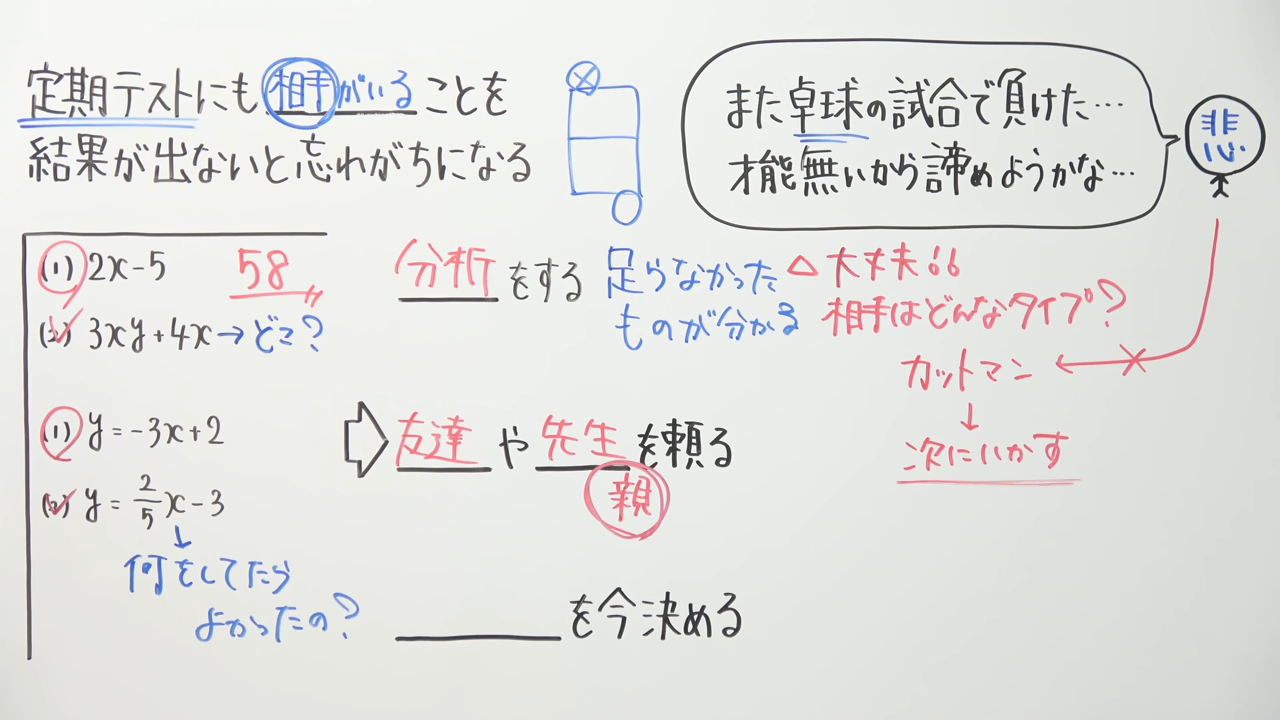 定期テストにも相手がいることを
結果が出ないと忘れがちになる
また卓球の試合で負けた…
才能無いから諦めようかな…
悲
(1) 2x-5
58
(2) 3xy+4x→どこ?
(1) y=-3x+2
(2) y=2/5x-3
↓
何をしてたら
よかったの?
分析をする
足らなかった
ものが分かる
△大丈夫!!
相手はどんなタイプ?
カットマン
↓
次にいかす
友達や先生を頼る
親
を今決める